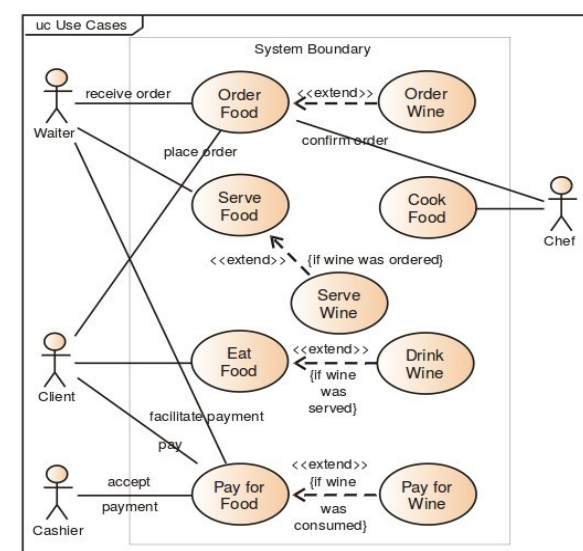 uc Use Cases
System Boundary
receive order
Order
Food
<<extend>>
Order
Wine
Waiter
place order
confirm order
Serve
Food
Cook
Food
Chef
<<extend>>
{if wine was ordered}
Serve
Wine
Eat
Food
<<extend>>
{if wine
was
served}
Drink
Wine
Client
facilitate payment
pay
accept
payment
Pay for
Food
<<extend>>
{if wine
was
consumed}
Pay for
Wine
Cashier